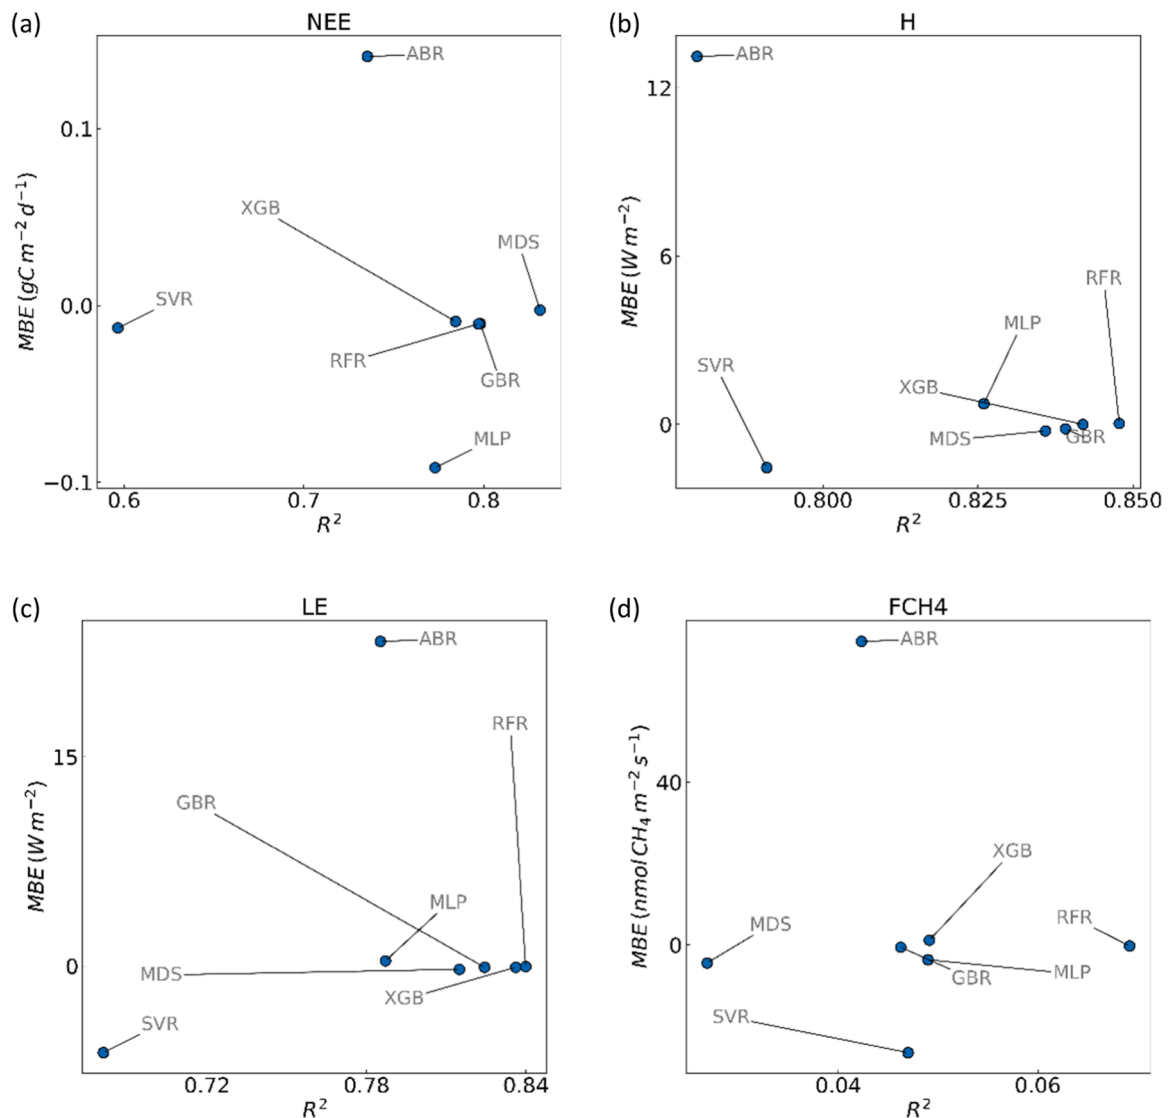 (a)
NEE
ABR
XGB
MDS
SVR
RFR
GBR
MLP
0.1
0.0
−0.1
MBE (gC m⁻² d⁻¹)
0.6 0.7 0.8
R²
(b)
H
ABR
RFR
MLP
SVR
XGB
MDS
GBR
12
6
0
MBE (W m⁻²)
0.800 0.825 0.850
R²
(c)
LE
ABR
RFR
GBR
MLP
MDS
XGB
SVR
15
0
MBE (W m⁻²)
0.72 0.78 0.84
R²
(d)
FCH4
ABR
XGB
RFR
MDS
GBR
MLP
SVR
40
0
MBE (nmol CH₄ m⁻² s⁻¹)
0.04 0.06
R²